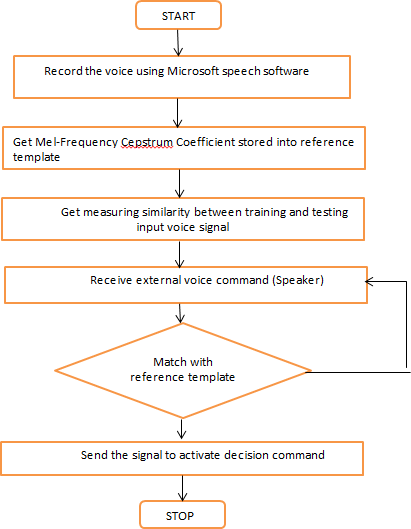 START
Record the voice using Microsoft speech software
Get Mel-Frequency Cepstrum Coefficient stored into reference
template
Get measuring similarity between training and testing
input voice signal
Receive external voice command (Speaker)
Match with
reference template
Send the signal to activate decision command
STOP